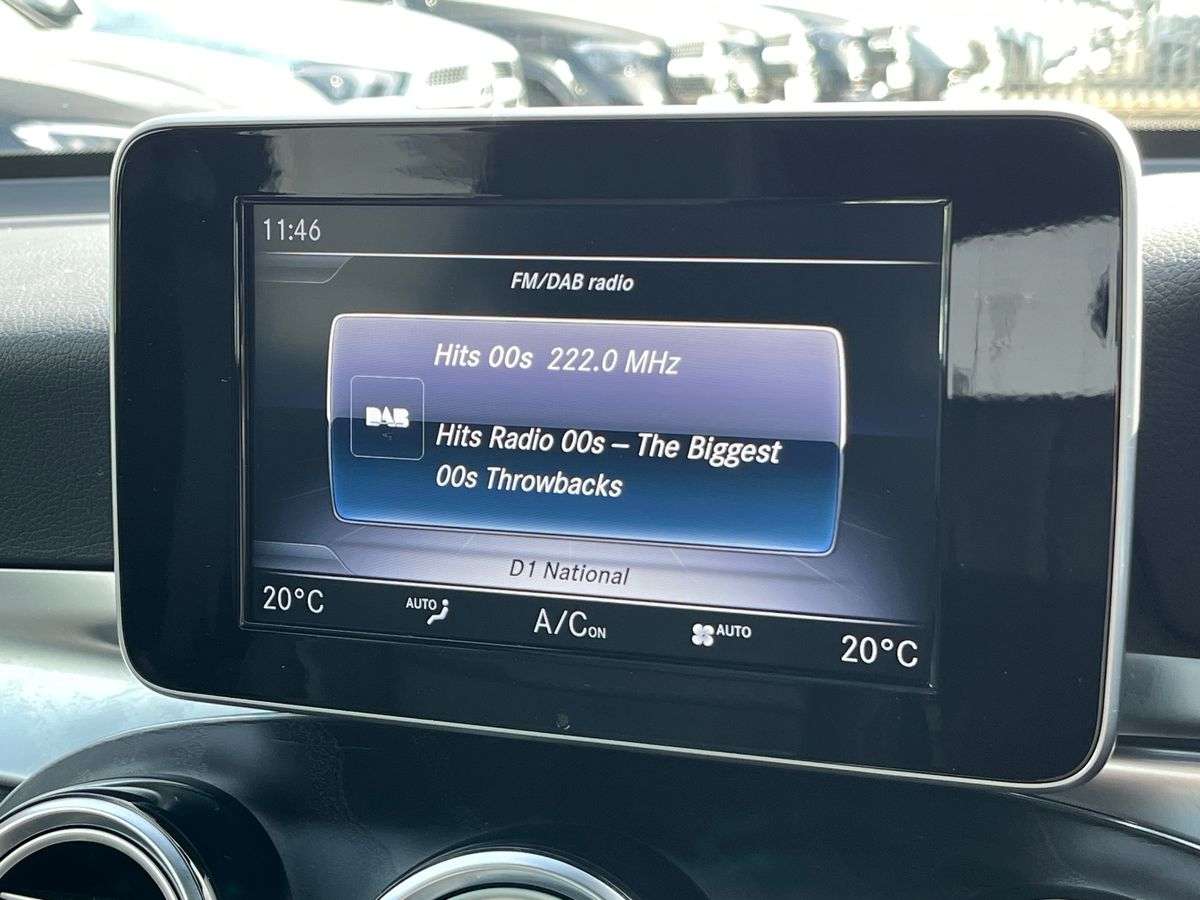 11:46
FM/DAB radio
Hits 00s 222.0 MHz
DAB
Hits Radio 00s – The Biggest
00s Throwbacks
D1 National
20°C AUTO A/C ON AUTO 20°C